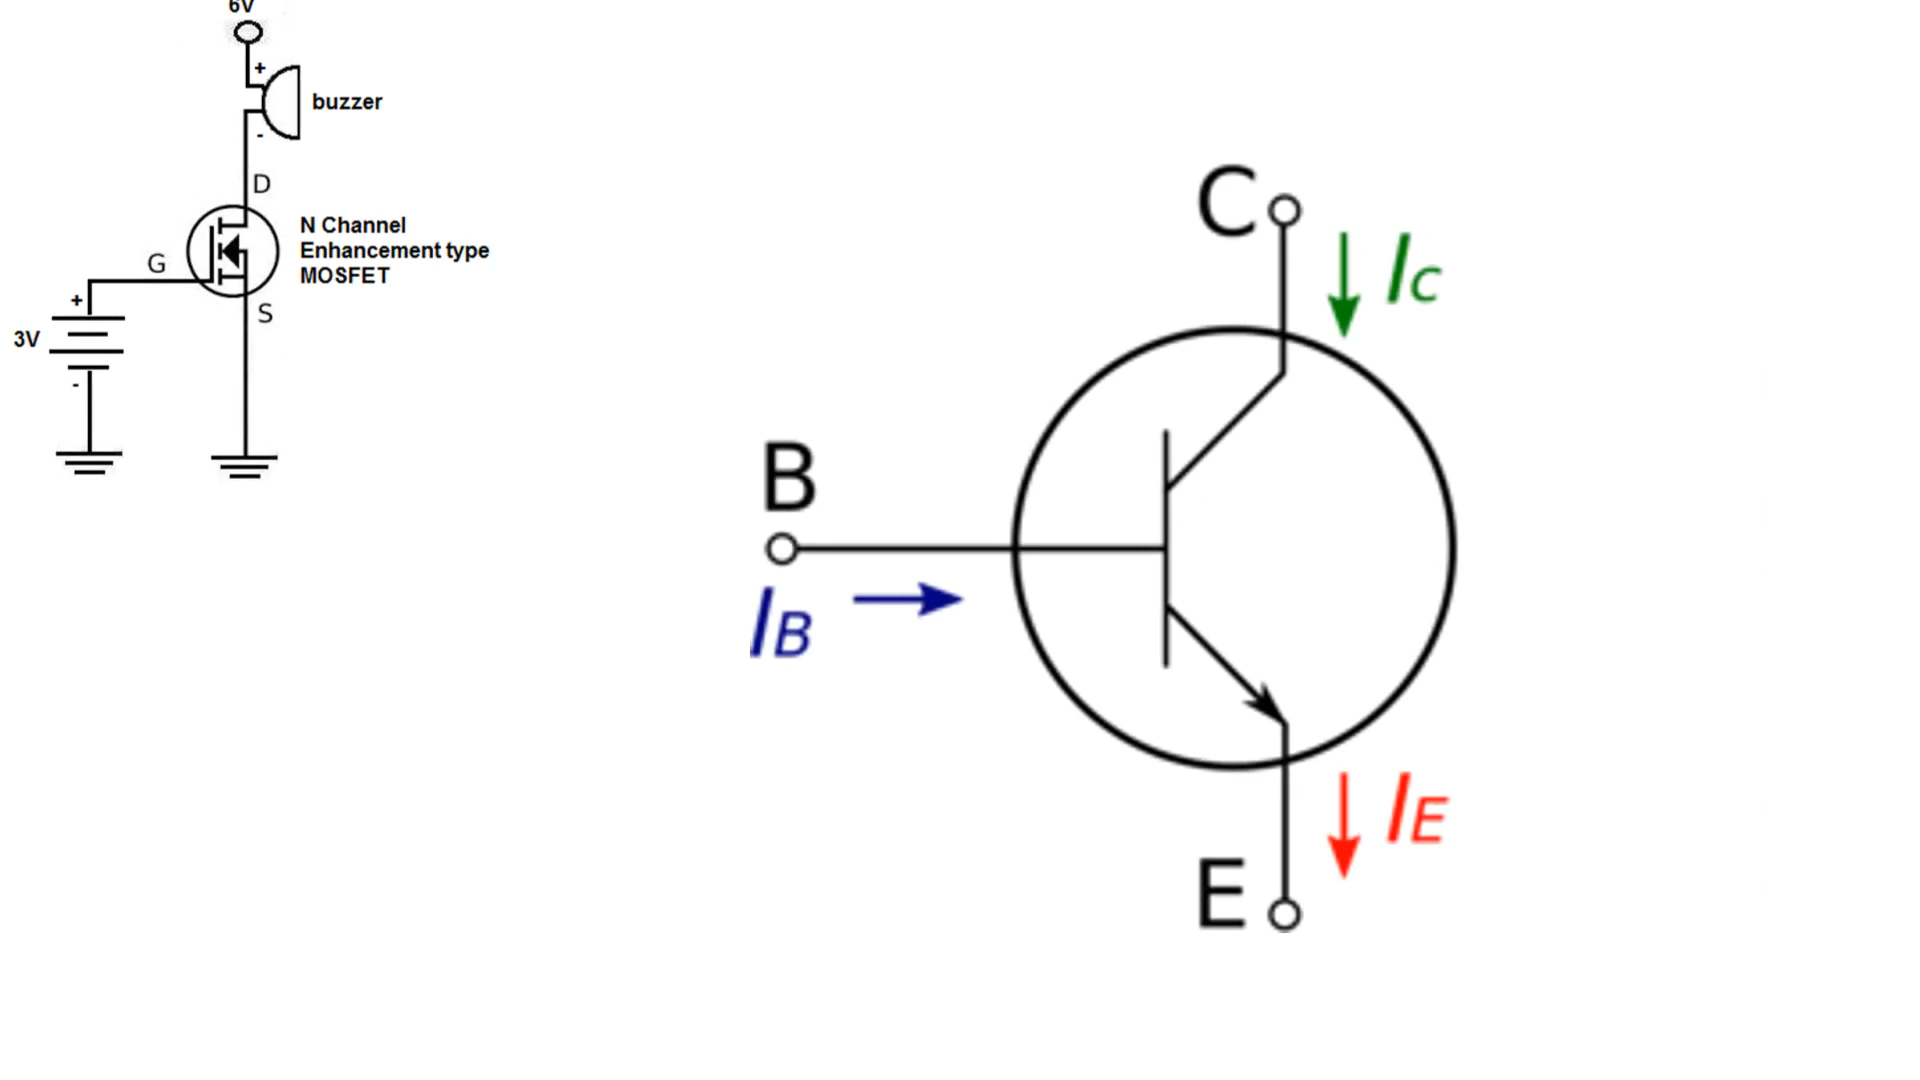 6V
+
buzzer
-
D
N Channel
Enhancement type
MOSFET
G
S
+
3V
-
C
IC
B
IB
IE
E